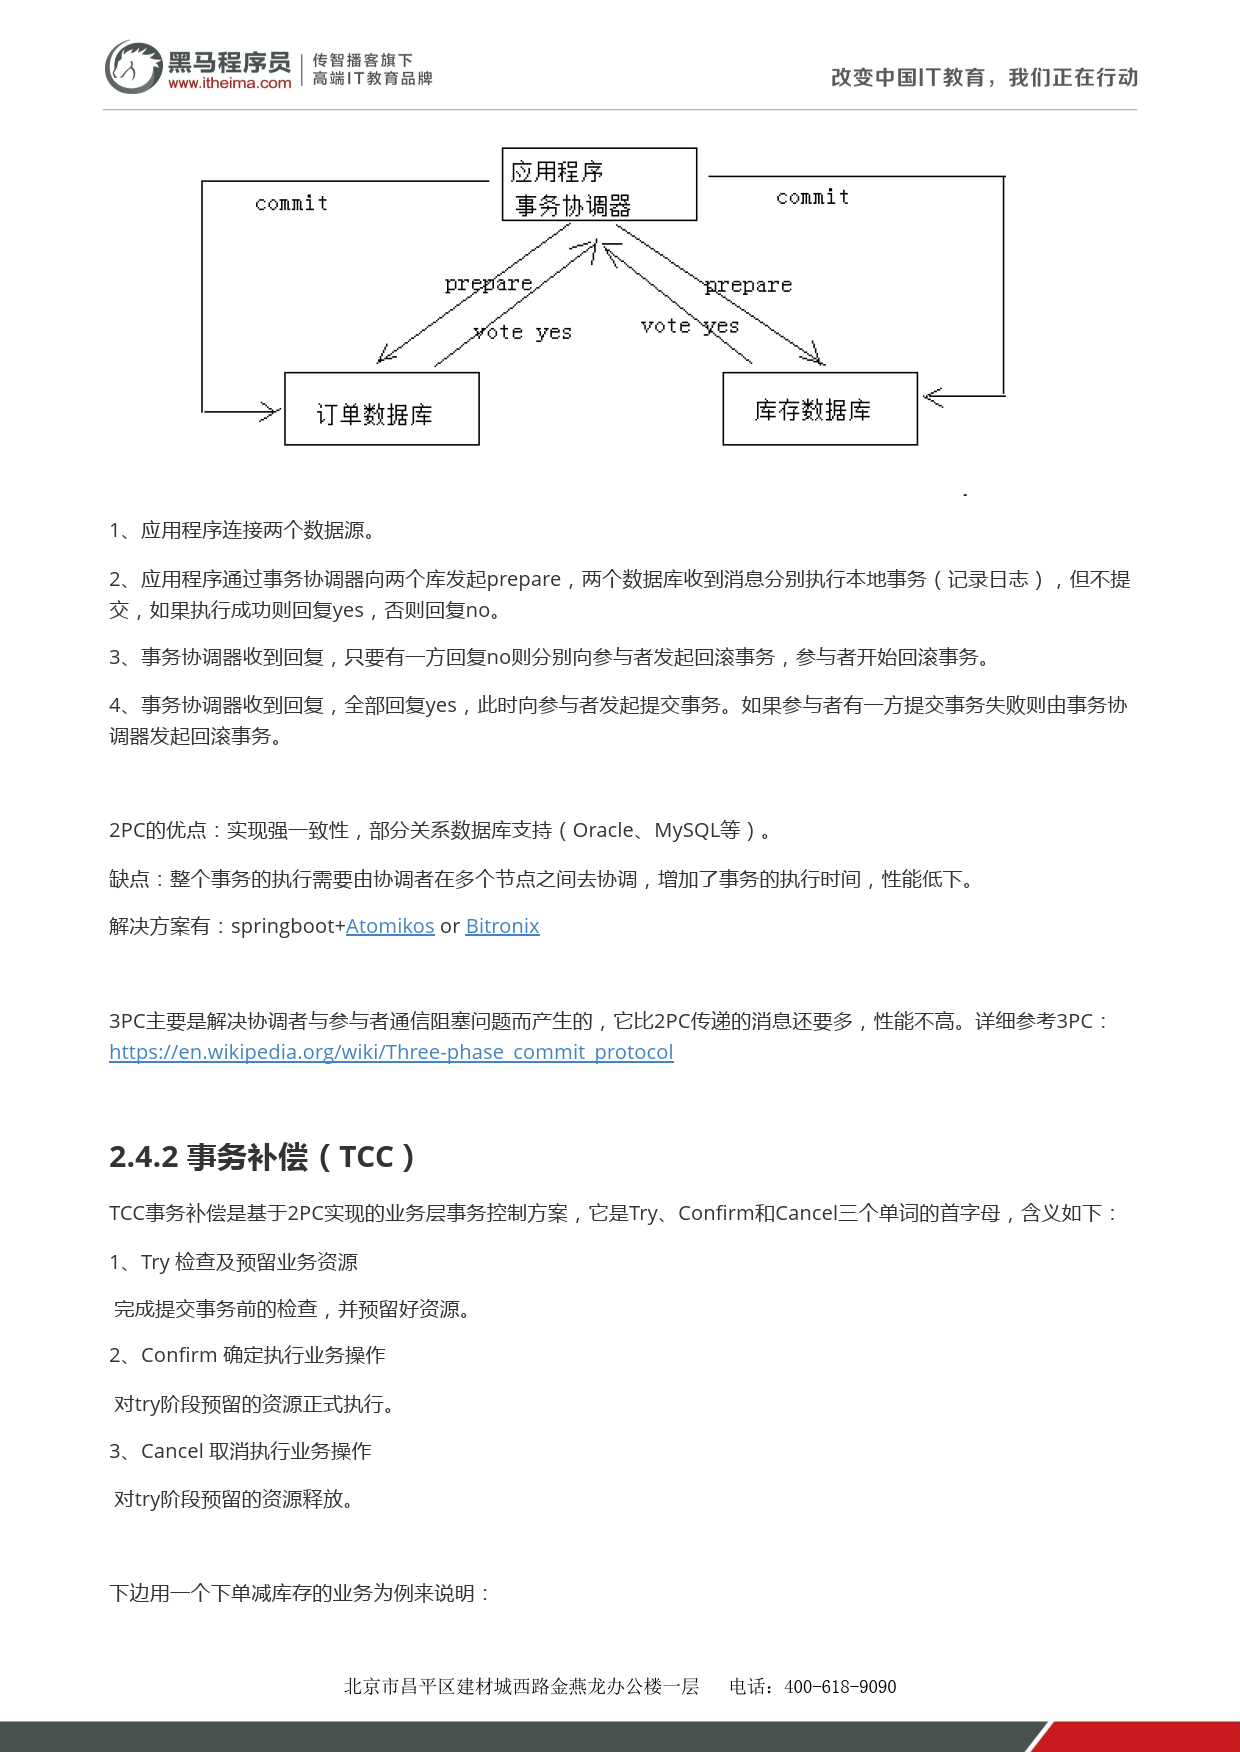 黑马程序员
www.itheima.com
传智播客旗下
高端IT教育品牌
改变中国IT教育，我们正在行动
应用程序
事务协调器
commit
commit
prepare
prepare
vote yes
vote yes
订单数据库
库存数据库
1、应用程序连接两个数据源。
2、应用程序通过事务协调器向两个库发起prepare，两个数据库收到消息分别执行本地事务（记录日志），但不提
交，如果执行成功则回复yes，否则回复no。
3、事务协调器收到回复，只要有一方回复no则分别向参与者发起回滚事务，参与者开始回滚事务。
4、事务协调器收到回复，全部回复yes，此时向参与者发起提交事务。如果参与者有一方提交事务失败则由事务协
调器发起回滚事务。
2PC的优点：实现强一致性，部分关系数据库支持（Oracle、MySQL等）。
缺点：整个事务的执行需要由协调者在多个节点之间去协调，增加了事务的执行时间，性能低下。
解决方案有：springboot+Atomikos or Bitronix
3PC主要是解决协调者与参与者通信阻塞问题而产生的，它比2PC传递的消息还要多，性能不高。详细参考3PC：
https://en.wikipedia.org/wiki/Three-phase_commit_protocol
2.4.2 事务补偿（TCC）
TCC事务补偿是基于2PC实现的业务层事务控制方案，它是Try、Confirm和Cancel三个单词的首字母，含义如下：
1、Try 检查及预留业务资源
完成提交事务前的检查，并预留好资源。
2、Confirm 确定执行业务操作
对try阶段预留的资源正式执行。
3、Cancel 取消执行业务操作
对try阶段预留的资源释放。
下边用一个下单减库存的业务为例来说明：
北京市昌平区建材城西路金燕龙办公楼一层 电话：400-618-9090